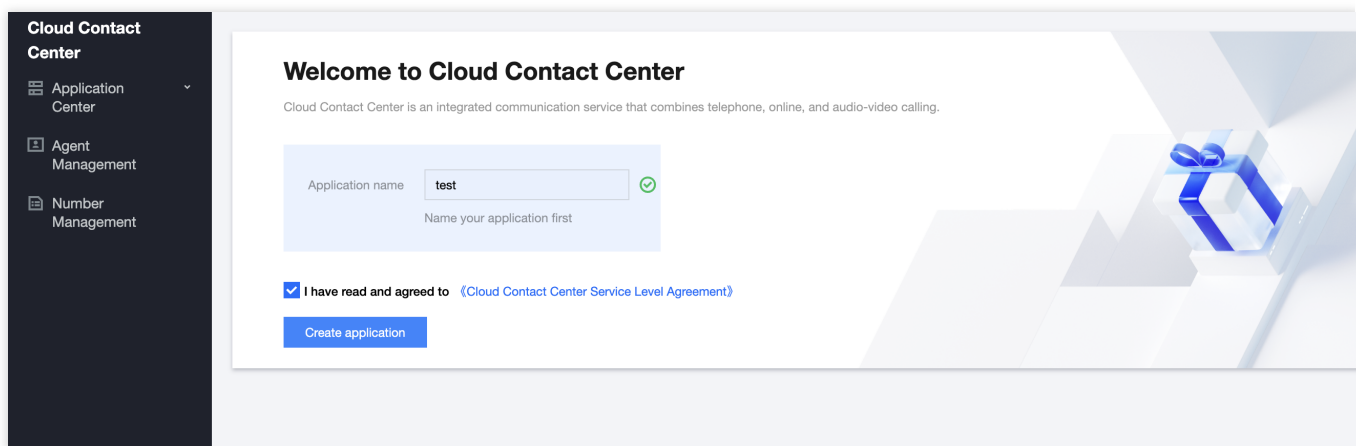 Cloud Contact
Center
Application
Center
Agent
Management
Number
Management
Welcome to Cloud Contact Center
Cloud Contact Center is an integrated communication service that combines telephone, online, and audio-video calling.
Application name
test
Name your application first
I have read and agreed to 《Cloud Contact Center Service Level Agreement》
Create application